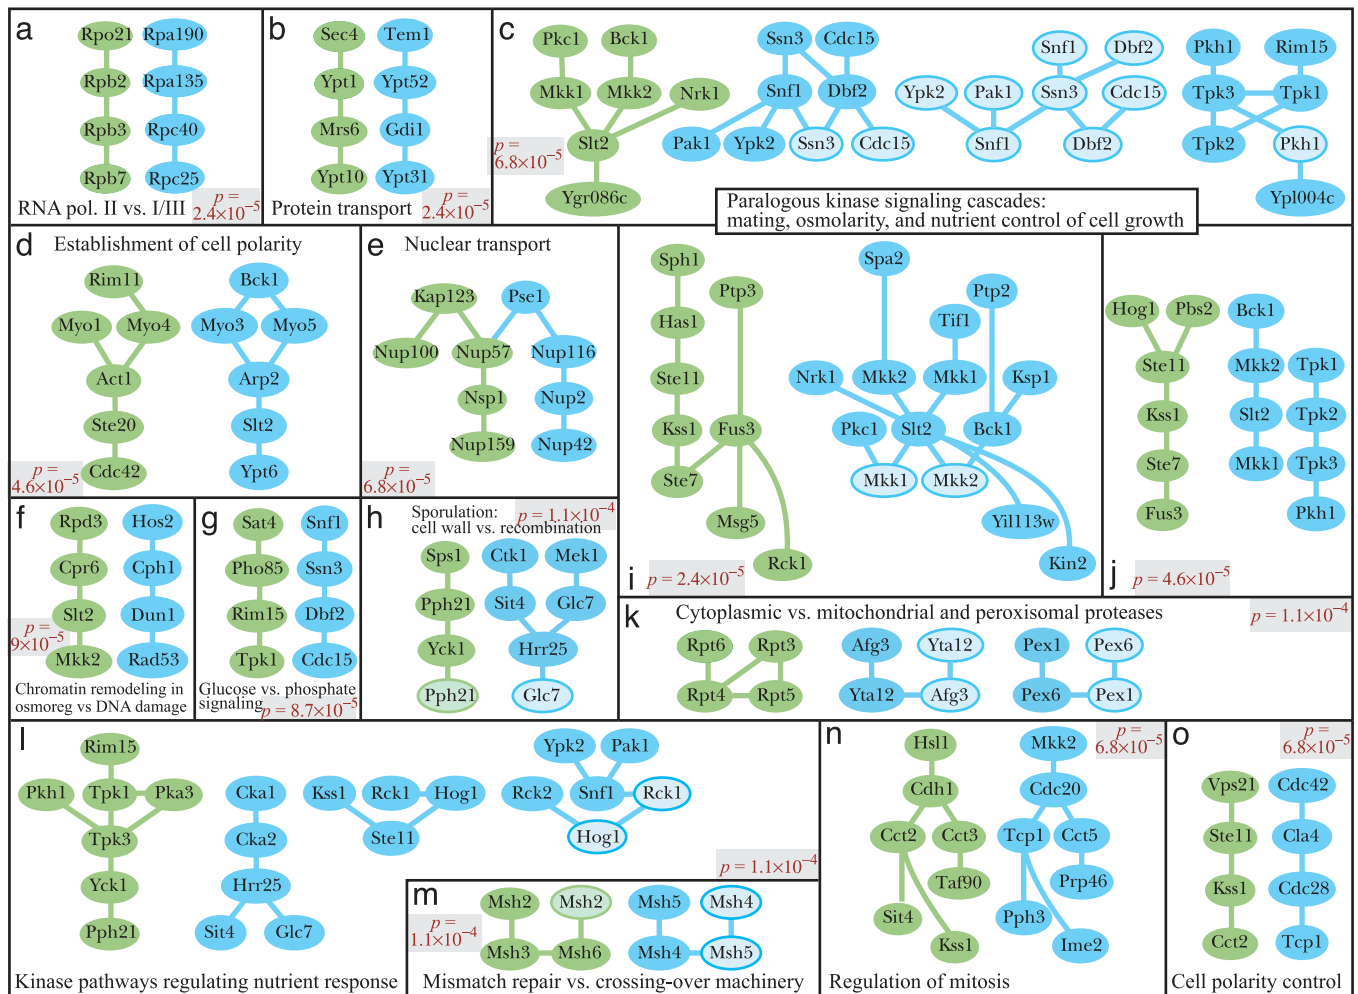 a
Rpo21 Rpa190
Rpb2 Rpa135
Rpb3 Rpc40
Rpb7 Rpc25
p =
2.4×10⁻⁵
RNA pol. II vs. I/III
b
Sec4 Tem1
Ypt1 Ypt52
Mrs6 Gdi1
Ypt10 Ypt31
p =
2.4×10⁻⁵
Protein transport
c
Pkc1 Bck1 Ssn3 Cdc15 Snf1 Dbf2 Pkh1 Rim15
Mkk1 Mkk2 Nrk1 Snf1 Dbf2 Ypk2 Pak1 Ssn3 Cdc15 Tpk3 Tpk1
Slt2 Pak1 Ypk2 Ssn3 Cdc15 Snf1 Dbf2 Tpk2 Pkh1
Ygr086c Ypl004c
p =
6.8×10⁻⁵
Paralogous kinase signaling cascades:
mating, osmolarity, and nutrient control of cell growth
d Establishment of cell polarity
Rim11 Bck1
Myo1 Myo4 Myo3 Myo5
Act1 Arp2
Ste20 Slt2
Cdc42 Ypt6
p =
4.6×10⁻⁵
e Nuclear transport
Kap123 Pse1
Nup100 Nup57 Nup116
Nsp1 Nup2
Nup159 Nup42
p =
6.8×10⁻⁵
f
Rpd3 Hos2
Cpr6 Cph1
Slt2 Dun1
Mkk2 Rad53
p =
9×10⁻⁵
Chromatin remodeling in
osmoreg vs DNA damage
g
Sat4 Snf1
Pho85 Ssn3
Rim15 Dbf2
Tpk1 Cdc15
Glucose vs. phosphate
signaling
p = 8.7×10⁻⁵
h
p = 1.1×10⁻⁴
Sporulation:
cell wall vs. recombination
Sps1 Ctk1 Mek1
Pph21 Sit4 Glc7
Yck1 Hrr25
Pph21 Glc7
i
Sph1 Spa2
Ptp3 Ptp2
Has1 Tif1
Ste11 Nrk1 Mkk2 Mkk1 Ksp1
Kss1 Fus3 Pkc1 Slt2 Bck1
Ste7 Mkk1 Mkk2
Msg5 Yil113w
Rck1 Kin2
p = 2.4×10⁻⁵
j
Hog1 Pbs2 Bck1
Ste11 Mkk2 Tpk1
Kss1 Slt2 Tpk2
Ste7 Mkk1 Tpk3
Fus3 Pkh1
p = 4.6×10⁻⁵
k
Cytoplasmic vs. mitochondrial and peroxisomal proteases
p = 1.1×10⁻⁴
Rpt6 Rpt3 Afg3 Yta12 Pex1 Pex6
Rpt4 Rpt5 Yta12 Afg3 Pex6 Pex1
l
Rim15 Ypk2 Pak1
Pkh1 Tpk1 Pka3 Cka1 Kss1 Rck1 Hog1 Rck2 Snf1 Rck1
Tpk3 Cka2 Ste11 Hog1
Yck1 Hrr25
Pph21 Sit4 Glc7
p = 1.1×10⁻⁴
Kinase pathways regulating nutrient response
m
Msh2 Msh2 Msh5 Msh4
Msh3 Msh6 Msh4 Msh5
p =
1.1×10⁻⁴
Mismatch repair vs. crossing-over machinery
n
Hsl1 Mkk2
Cdh1 Cdc20
Cct2 Cct3 Tcp1 Cct5
Taf90 Prp46
Sit4 Pph3
Kss1 Ime2
p =
6.8×10⁻⁵
Regulation of mitosis
o
p =
6.8×10⁻⁵
Vps21 Cdc42
Ste11 Cla4
Kss1 Cdc28
Cct2 Tcp1
Cell polarity control